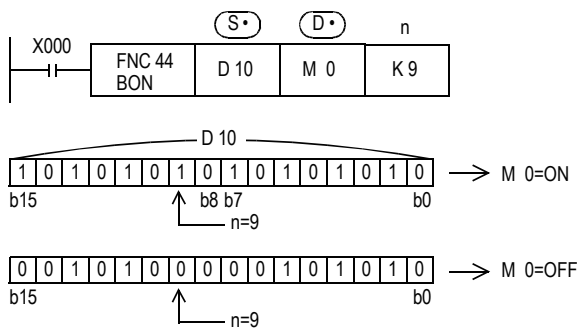 S• D• n
X000
FNC 44 D 10 M 0 K 9
BON
D 10
1 0 1 0 1 0 1 0 1 0 1 0 1 0 1 0 M 0=ON
b15 b8 b7 b0
n=9
0 0 1 0 1 0 0 0 0 0 1 0 1 0 1 0 M 0=OFF
b15 b0
n=9